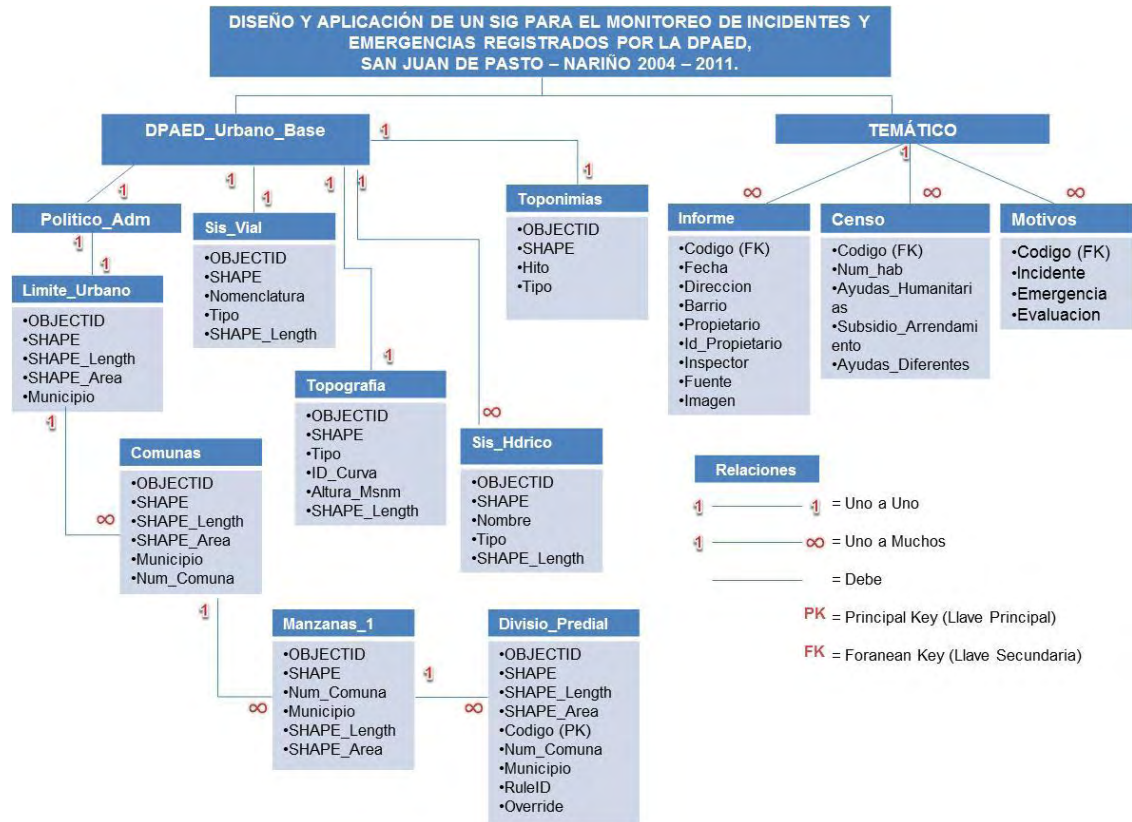 DISEÑO Y APLICACIÓN DE UN SIG PARA EL MONITOREO DE INCIDENTES Y
EMERGENCIAS REGISTRADOS POR LA DPAED,
SAN JUAN DE PASTO – NARIÑO 2004 – 2011.
DPAED_Urbano_Base
1
TEMÁTICO
1
1
1
1
1
1
1
1
Politico_Adm
1
1
Sis_Vial
•OBJECTID
•SHAPE
•Nomenclatura
•Tipo
•SHAPE_Length
Toponimias
•OBJECTID
•SHAPE
•Hito
•Tipo
∞
Informe
•Codigo (FK)
•Fecha
•Direccion
•Barrio
•Propietario
•Id_Propietario
•Inspector
•Fuente
•Imagen
∞
Censo
•Codigo (FK)
•Num_hab
•Ayudas_Humanitari
as
•Subsidio_Arrendami
ento
•Ayudas_Diferentes
∞
Motivos
•Codigo (FK)
•Incidente
•Emergencia
•Evaluacion
Limite_Urbano
•OBJECTID
•SHAPE
•SHAPE_Length
•SHAPE_Area
•Municipio
1
1
Topografia
•OBJECTID
•SHAPE
•Tipo
•ID_Curva
•Altura_Msnm
•SHAPE_Length
∞
Sis_Hdrico
•OBJECTID
•SHAPE
•Nombre
•Tipo
•SHAPE_Length
Comunas
•OBJECTID
•SHAPE
•SHAPE_Length
•SHAPE_Area
•Municipio
•Num_Comuna
∞
1
Manzanas_1
•OBJECTID
•SHAPE
•Num_Comuna
•Municipio
•SHAPE_Length
•SHAPE_Area
∞
1
∞
Divisio_Predial
•OBJECTID
•SHAPE
•SHAPE_Length
•SHAPE_Area
•Codigo (PK)
•Num_Comuna
•Municipio
•RuleID
•Override
Relaciones
1 1 = Uno a Uno
1 ∞ = Uno a Muchos
= Debe
PK = Principal Key (Llave Principal)
FK = Foranean Key (Llave Secundaria)